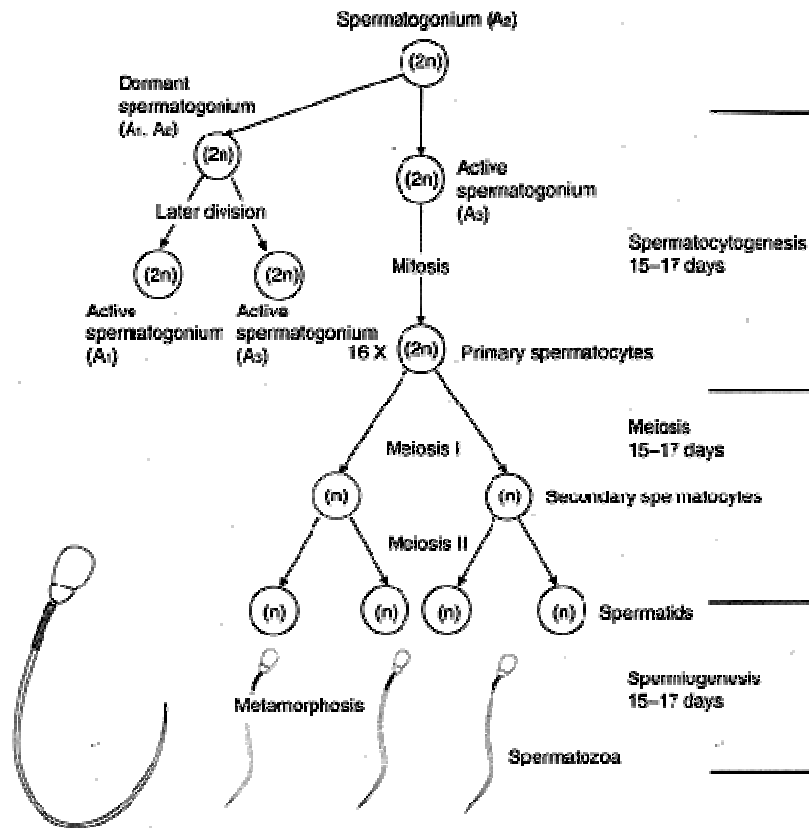 Spermatogonium (A2)
(2n)
Dormant
spermatogonium
(A1, A2)
(2n)
(2n)
Active
spermatogonium
(A3)
Later division
Mitosis
Spermatocytogenesis
15–17 days
(2n)
(2n)
Active
spermatogonium
(A1)
Active
spermatogonium
(A3)
16 X
(2n)
Primary spermatocytes
Meiosis I
Meiosis
15–17 days
(n)
(n)
Secondary spermatocytes
Meiosis II
(n)
(n)
(n)
(n)
Spermatids
Metamorphosis
Spermiogenesis
15–17 days
Spermatozoa